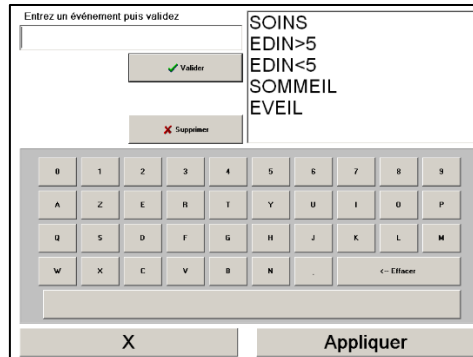 Entrez un événement puis validez
Valider
Supprimer
SOINS
EDIN>5
EDIN<5
SOMMEIL
EVEIL
0 1 2 3 4 5 6 7 8 9
A Z E R T Y U I O P
Q S D F G H J K L M
W X C V B N . <-- Effacer
X
Appliquer